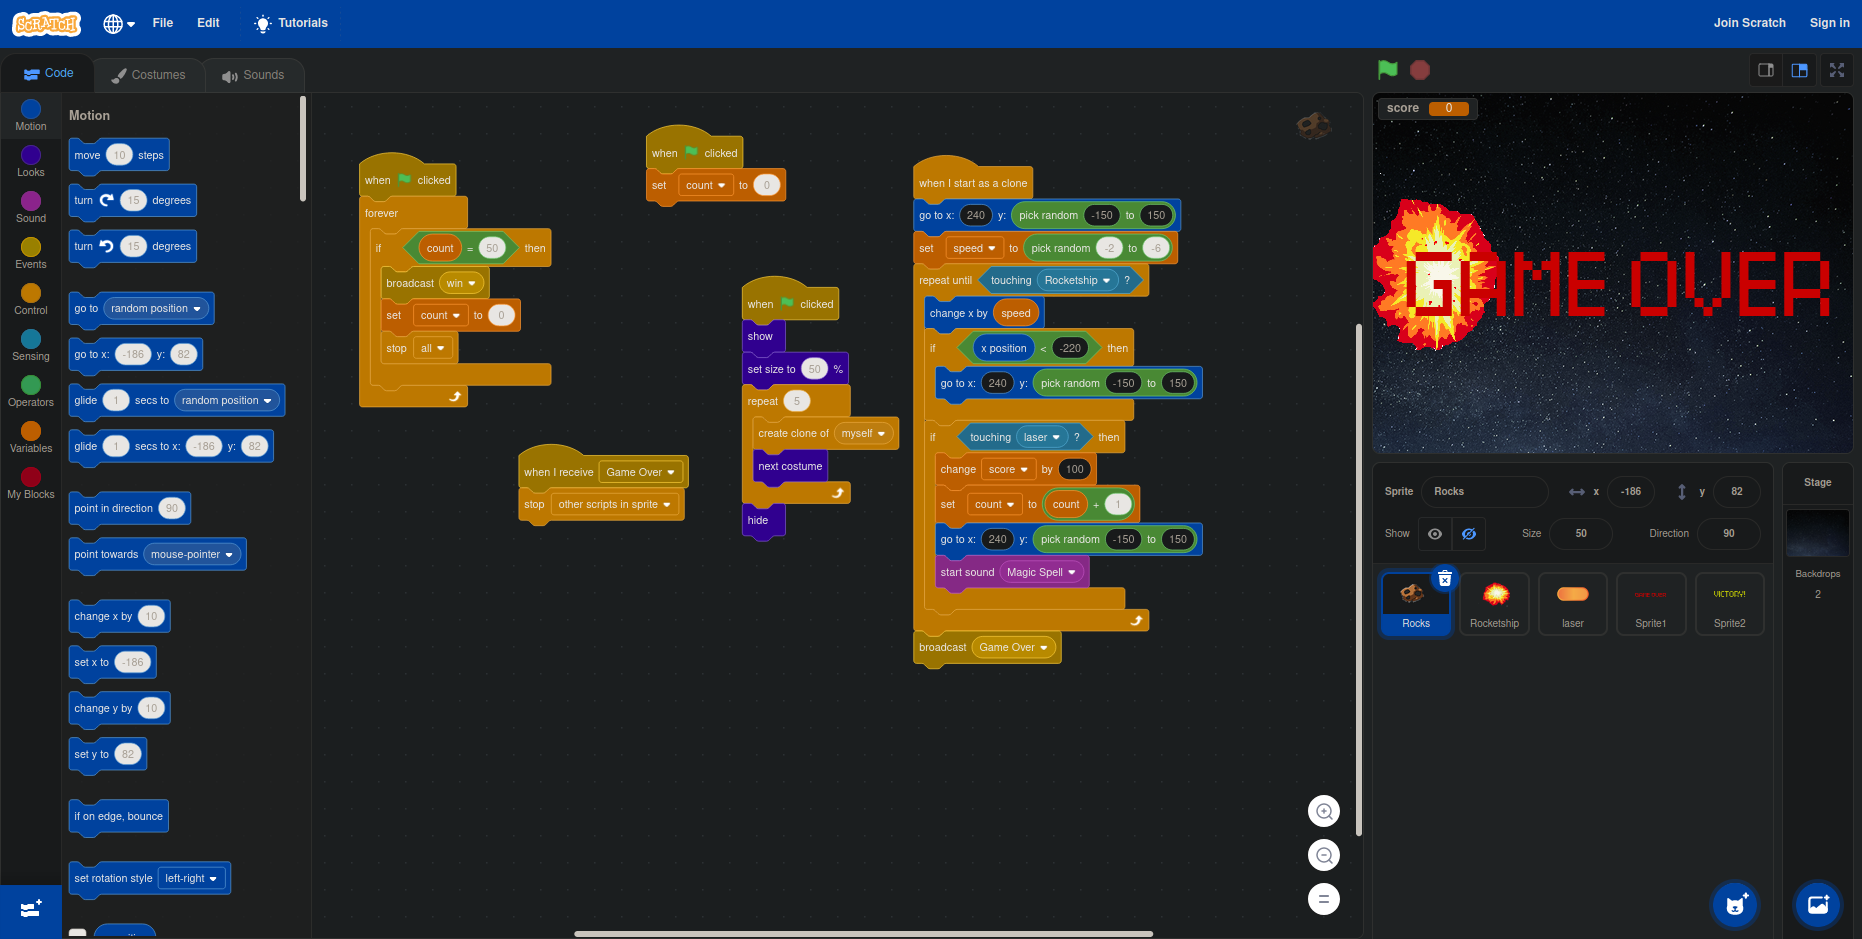 SCRATCH
File
Edit
Tutorials
Join Scratch
Sign in
Code
Costumes
Sounds
Motion
Looks
Sound
Events
Control
Sensing
Operators
Variables
My Blocks
Motion
move 10 steps
turn 15 degrees
turn 15 degrees
go to random position
go to x: -186 y: 82
glide 1 secs to random position
glide 1 secs to x: -186 y: 82
point in direction 90
point towards mouse-pointer
change x by 10
set x to -186
change y by 10
set y to 82
if on edge, bounce
set rotation style left-right
when clicked
forever
if count = 50 then
broadcast win
set count to 0
stop all
when clicked
set count to 0
when I receive Game Over
stop other scripts in sprite
when clicked
show
set size to 50 %
repeat 5
create clone of myself
next costume
hide
when I start as a clone
go to x: 240 y: pick random -150 to 150
set speed to pick random -2 to -6
repeat until touching Rocketship ?
change x by speed
if x position < -220 then
go to x: 240 y: pick random -150 to 150
if touching laser ? then
change score by 100
set count to count + 1
go to x: 240 y: pick random -150 to 150
start sound Magic Spell
broadcast Game Over
score 0
GAME OVER
Sprite Rocks x -186 y 82
Show Size 50 Direction 90
Rocks
Rocketship
laser
Sprite1
VICTORY!
Sprite2
Stage
Backdrops
2